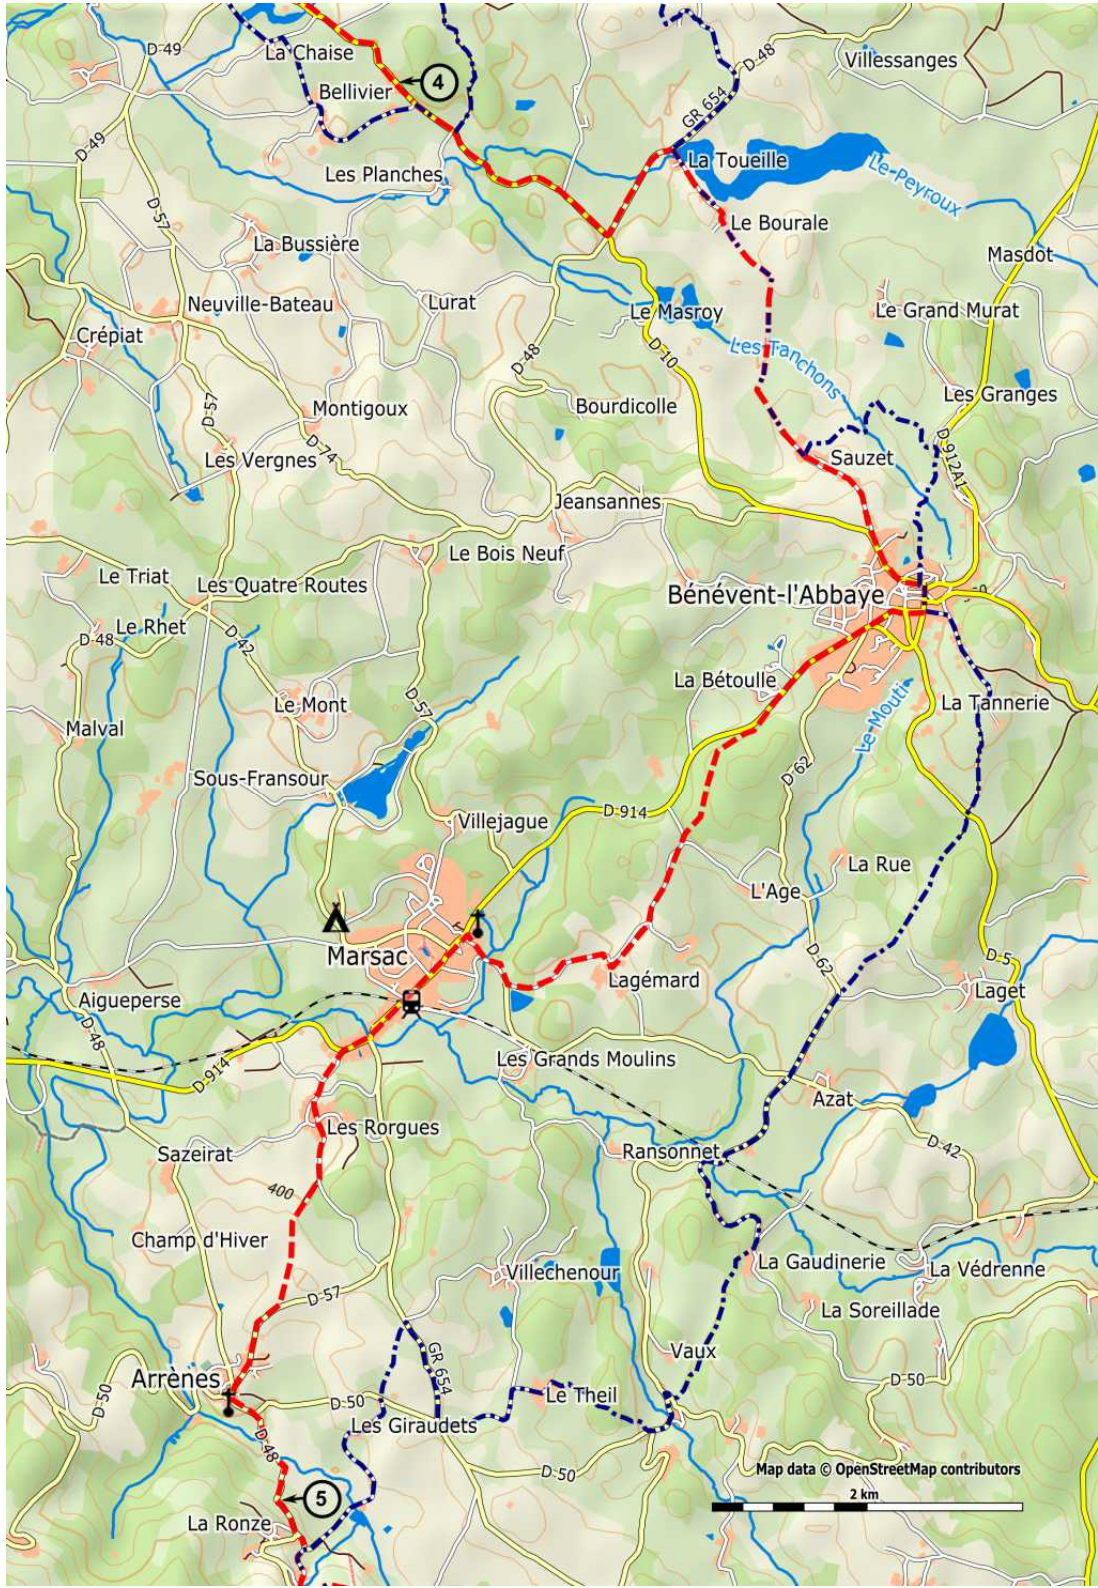 D-49
La Chaise
4
Bellivier
D-48
Villessanges
GR 654
D-49
Les Planches
La Toueille
Le-Peyroux
D-57
La Bussière
Le Bourale
Masdot
Neuville-Bateau
Lurat
Le Masroy
Le Grand Murat
Crépiat
Les Tanchons
D-48
D-10
D-57
Montigoux
Bourdicolle
Les Granges
D-74
D-912A1
Les Vergnes
Sauzet
Jeansannes
Le Bois Neuf
Le Triat
Les Quatre Routes
Bénévent-l'Abbaye
D-48
Le Rhet
D-42
La Bétoulle
Le Mont
D-57
Le-Mouti
La Tannerie
Malval
Sous-Fransour
D-62
Villejague
D-914
La Rue
L'Age
Marsac
D-62
D-5
Aigueperse
Lagémard
Laget
D-48
Les Grands Moulins
D-914
Azat
Les Rorgues
Sazeirat
Ransonnet
D-42
400
Champ d'Hiver
Villechenour
La Gaudinerie
La Védrenne
D-57
La Soreillade
GR 654
Vaux
Arrènes
D-50
D-50
D-50
Le Theil
Les Giraudets
D-48
D-50
Map data © OpenStreetMap contributors
2 km
5
La Ronze